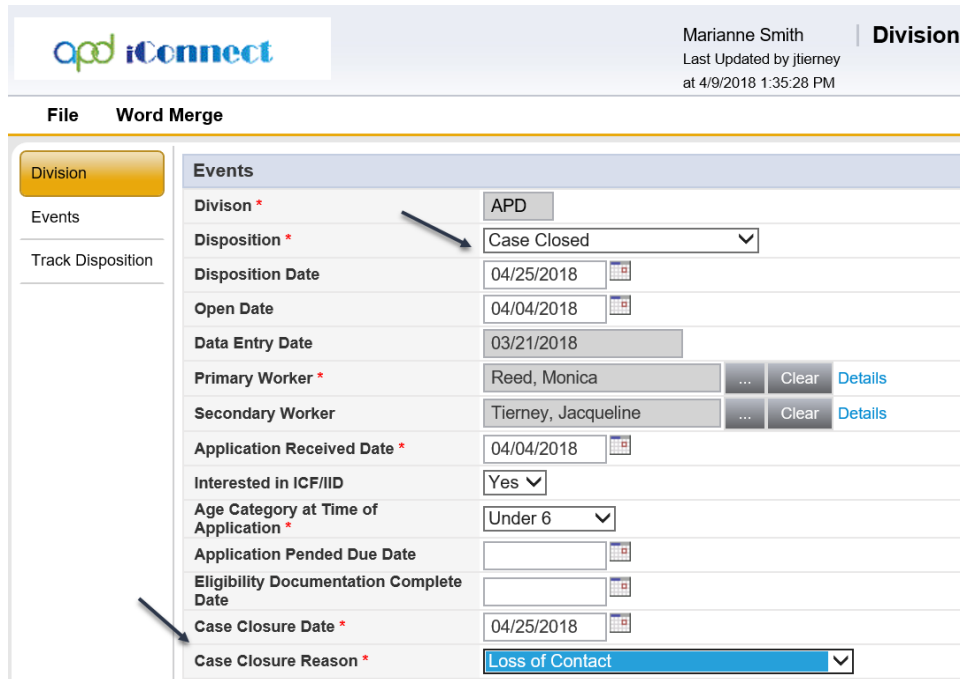 apd iConnect
Marianne Smith
Division
Last Updated by jtierney
at 4/9/2018 1:35:28 PM
File Word Merge
Division
Events
Track Disposition
Events
Divison * APD
Disposition * Case Closed
Disposition Date 04/25/2018
Open Date 04/04/2018
Data Entry Date 03/21/2018
Primary Worker * Reed, Monica ... Clear Details
Secondary Worker Tierney, Jacqueline ... Clear Details
Application Received Date * 04/04/2018
Interested in ICF/IID Yes
Age Category at Time of
Application * Under 6
Application Pended Due Date
Eligibility Documentation Complete
Date
Case Closure Date * 04/25/2018
Case Closure Reason * Loss of Contact